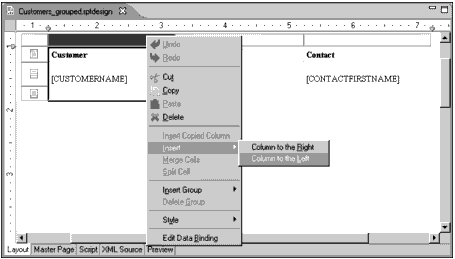 Customers_grouped.rptdesign
1 2 3 4 5 6 7
Undo
Redo
Customer
Contact
Cut
[CUSTOMERNAME]
[CONTACTFIRSTNAME]
Copy
Paste
Delete
Insert Copied Column
Insert
Column to the Right
Merge Cells
Column to the Left
Split Cell
Insert Group
Delete Group
Style
Edit Data Binding
Layout Master Page Script XML Source Preview